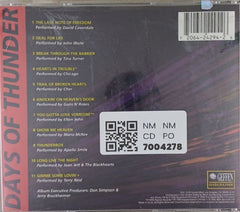 DAYS OF THUNDER
1 THE LAST NOTE OF FREEDOM
Performed by David Coverdale
2 DEAL FOR LIFE
Performed by John Waite
3 BREAK THROUGH THE BARRIER
Performed by Tina Turner
4 HEARTS IN TROUBLE
Performed by Chicago
5 TRAIL OF BROKEN HEARTS
Performed by Cher
6 KNOCKIN' ON HEAVEN'S DOOR
Performed by Guns N' Roses
7 YOU GOTTA LOVE SOMEONE
Performed by Elton John
8 SHOW ME HEAVEN
Performed by Maria McKee
9 THUNDERBOX
Performed by Apollo Smile
10 LONG LIVE THE NIGHT
Performed by Joan Jett & The Blackhearts
11 GIMME SOME LOVIN'
Performed by Terry Reid
Album Executive Producers: Don Simpson &
Jerry Bruckheimer
0 2064-24294-2
NM NM
CD PO
7004278